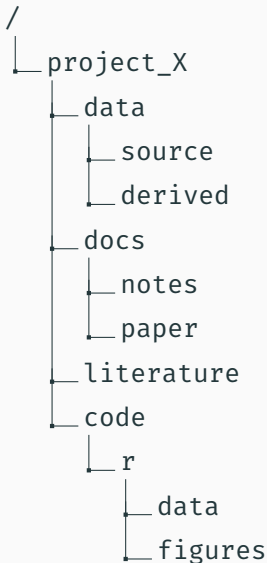 /
project_X
data
source
derived
docs
notes
paper
literature
code
r
data
figures